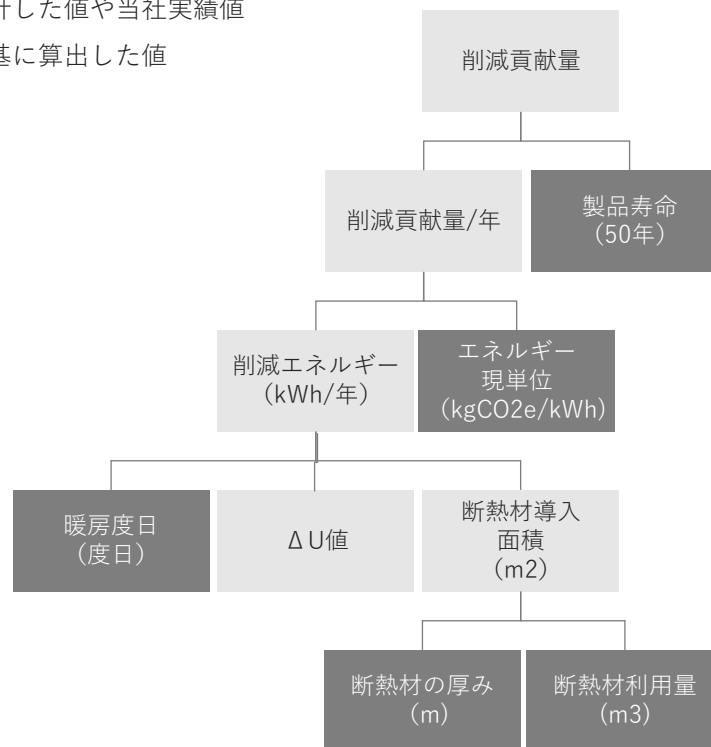 計した値や当社実績値
基に算出した値
削減貢献量
削減貢献量/年
製品寿命
(50年)
削減エネルギー
(kWh/年)
エネルギー
現単位
(kgCO2e/kWh)
暖房度日
(度日)
ΔU値
断熱材導入
面積
(m2)
断熱材の厚み
(m)
断熱材利用量
(m3)